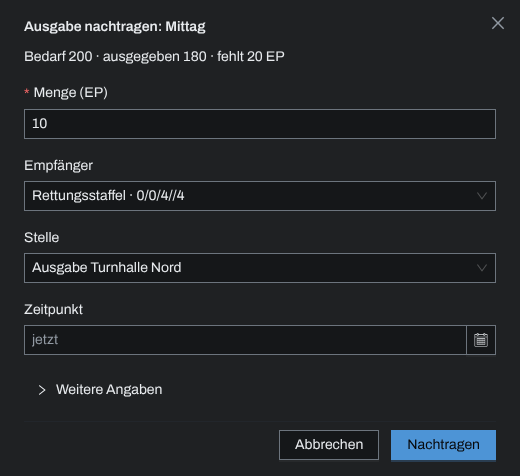 Ausgabe nachtragen: Mittag
Bedarf 200 · ausgegeben 180 · fehlt 20 EP
* Menge (EP)
10
Empfänger
Rettungsstaffel · 0/0/4//4
Stelle
Ausgabe Turnhalle Nord
Zeitpunkt
jetzt
Weitere Angaben
Abbrechen
Nachtragen